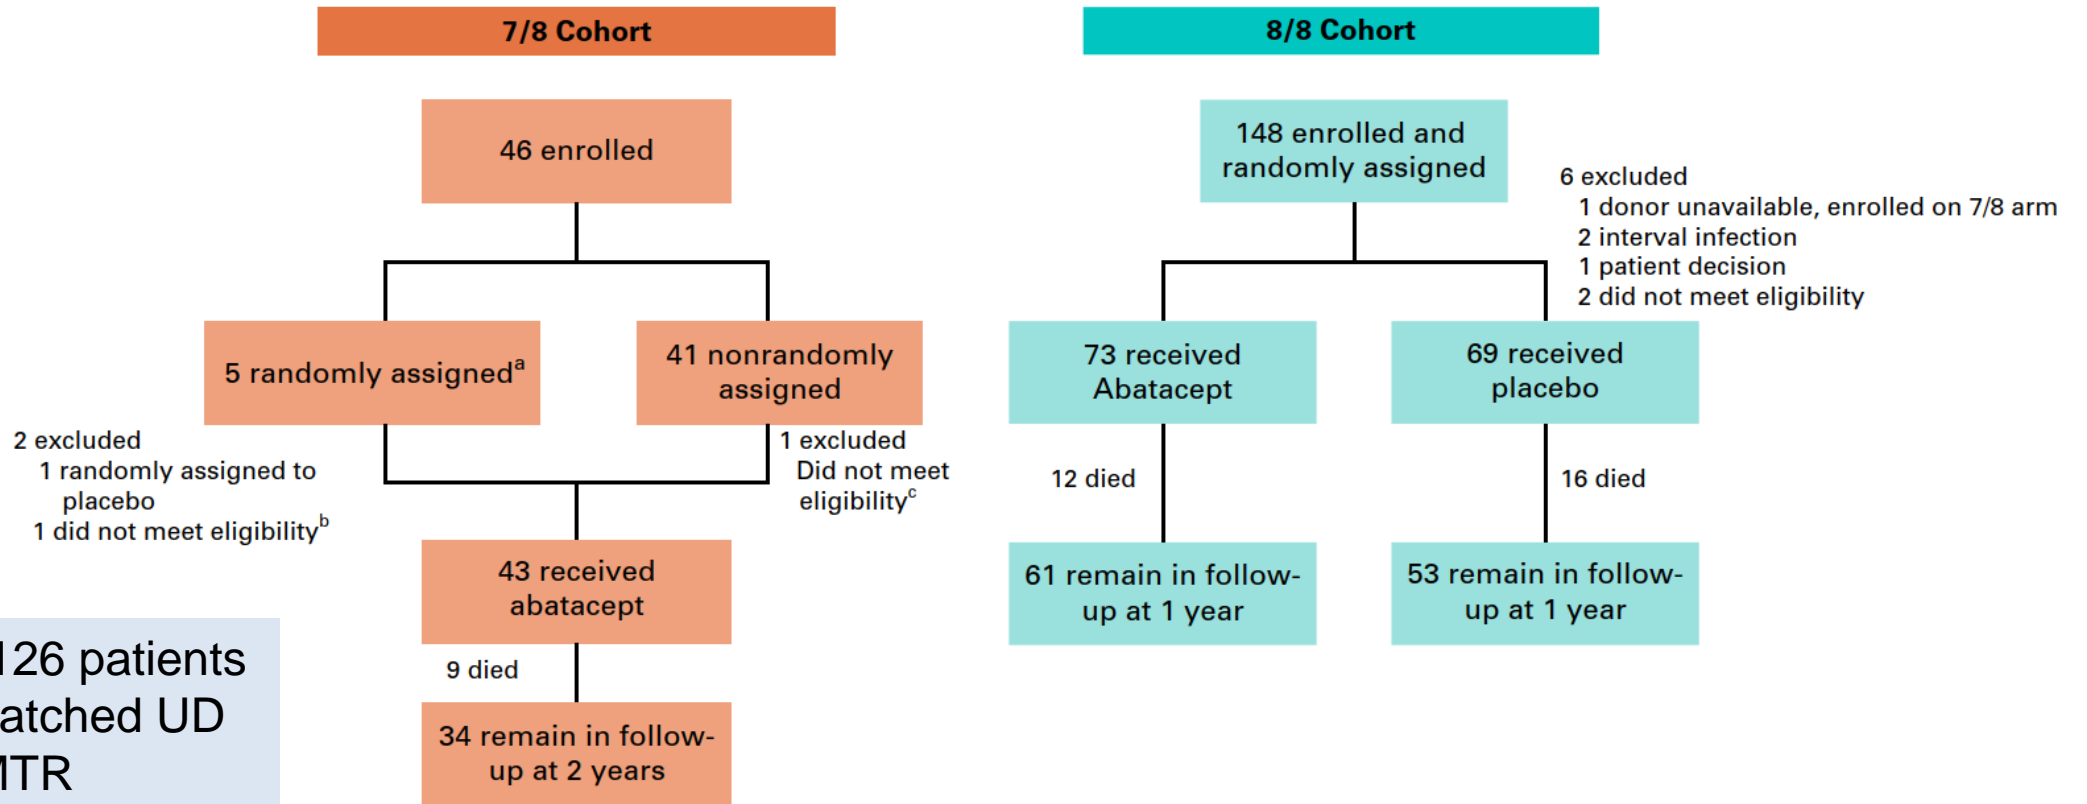 7/8 Cohort
46 enrolled
5 randomly assignedᵃ
41 nonrandomly
assigned
2 excluded
1 randomly assigned to
placebo
1 did not meet eligibilityᵇ
1 excluded
Did not meet
eligibilityᶜ
43 received
abatacept
9 died
34 remain in follow-
up at 2 years
8/8 Cohort
148 enrolled and
randomly assigned
6 excluded
1 donor unavailable, enrolled on 7/8 arm
2 interval infection
1 patient decision
2 did not meet eligibility
73 received
Abatacept
69 received
placebo
12 died
16 died
61 remain in follow-
up at 1 year
53 remain in follow-
up at 1 year
126 patients
UD